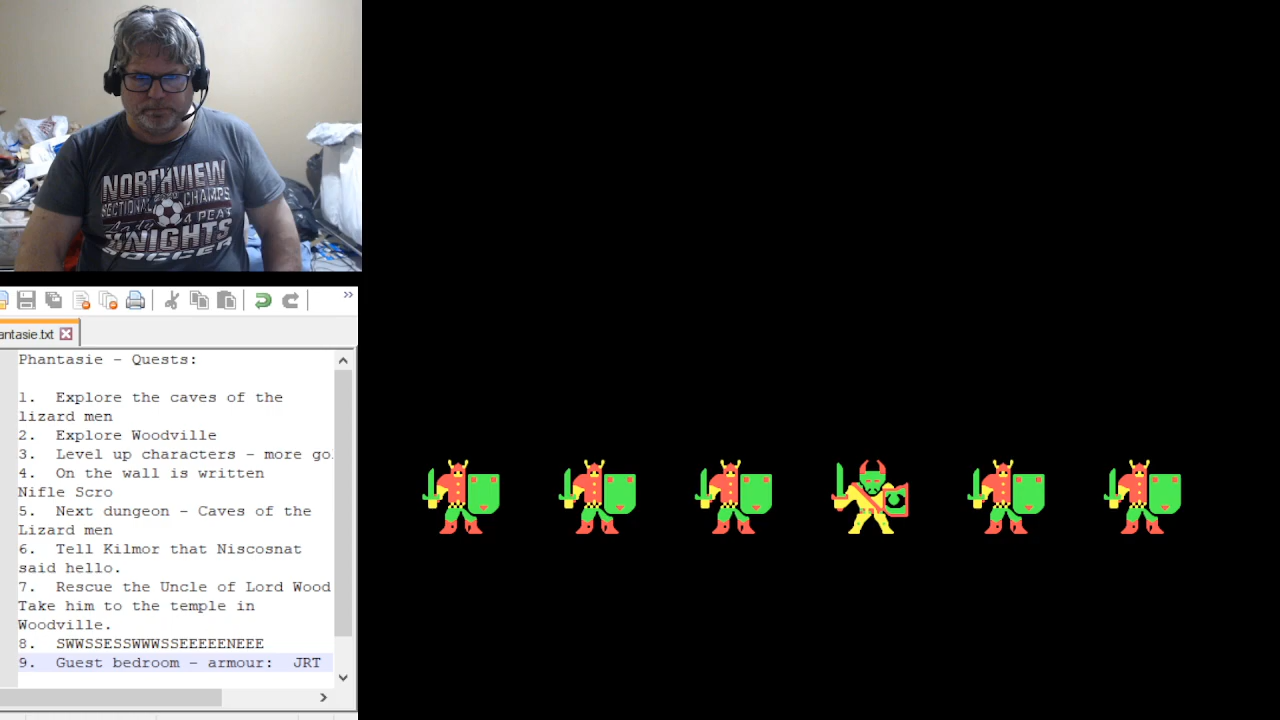 NORTHVIEW
SECTIONAL CHAMPS
4 PEAT
KNIGHTS
SOCCER
antasie.txt
Phantasie - Quests:
1. Explore the caves of the
lizard men
2. Explore Woodville
3. Level up characters - more go
4. On the wall is written
Nifle Scro
5. Next dungeon - Caves of the
Lizard men
6. Tell Kilmor that Niscosnat
said hello.
7. Rescue the Uncle of Lord Wood
Take him to the temple in
Woodville.
8. SWWSSESSWWWSSEEEEENEEE
9. Guest bedroom - armour: JRT